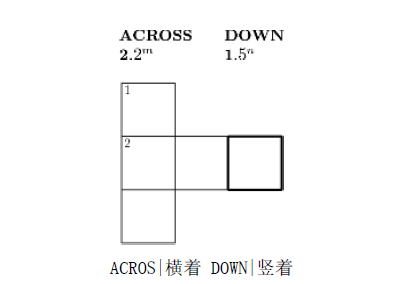 ACROSS DOWN
2.2^m 1.5^n
1
2
ACROS|横着 DOWN|竖着